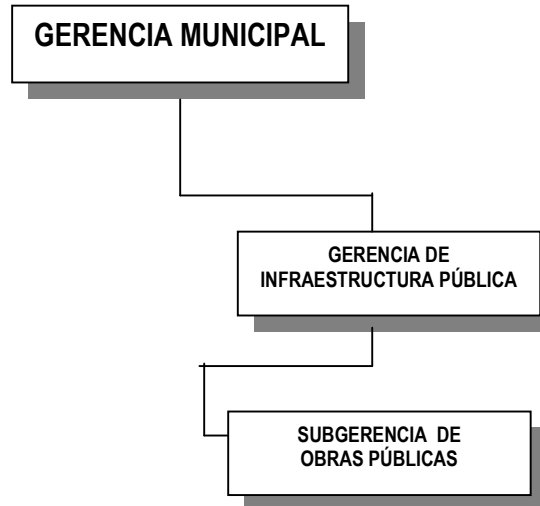 GERENCIA MUNICIPAL
GERENCIA DE
INFRAESTRUCTURA PÚBLICA
SUBGERENCIA DE
OBRAS PÚBLICAS